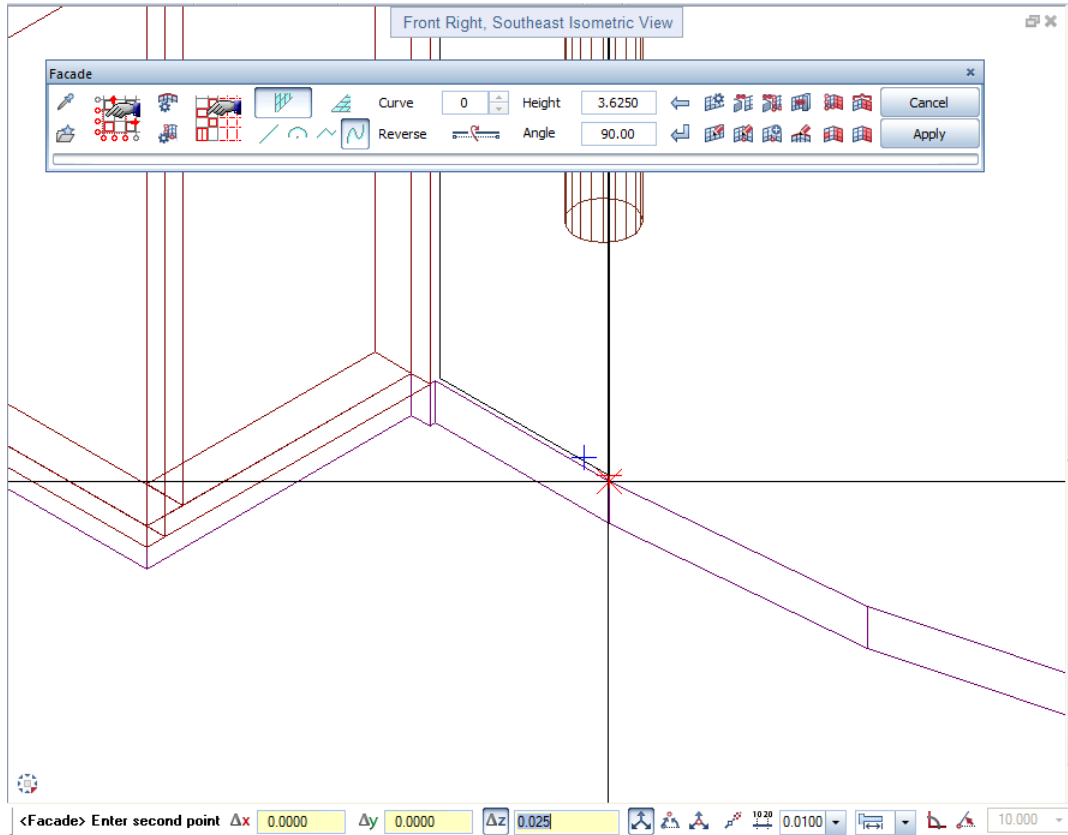 Front Right, Southeast Isometric View
Facade
Curve 0 Height 3.6250 Cancel
Reverse Angle 90.00 Apply
<Facade> Enter second point Δx 0.0000 Δy 0.0000 Δz 0.025 10 20 0.0100 10.000